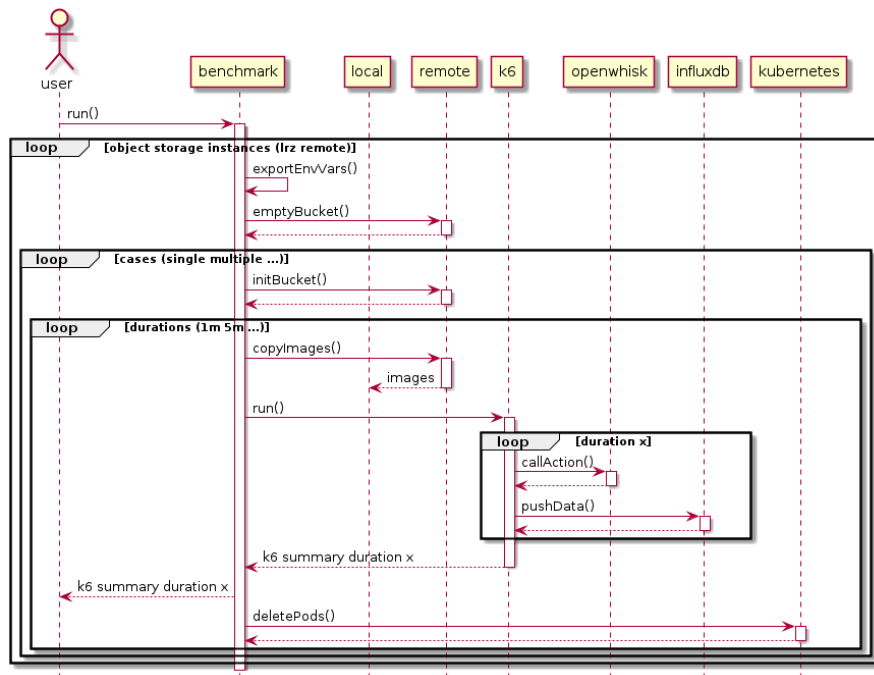 user
benchmark
local
remote
k6
openwhisk
influxdb
kubernetes
run()
loop [object storage instances (lrz remote)]
exportEnvVars()
emptyBucket()
loop [cases (single multiple ...)]
initBucket()
loop [durations (1m 5m ...)]
copyImages()
images
run()
loop [duration x]
callAction()
pushData()
k6 summary duration x
k6 summary duration x
deletePods()